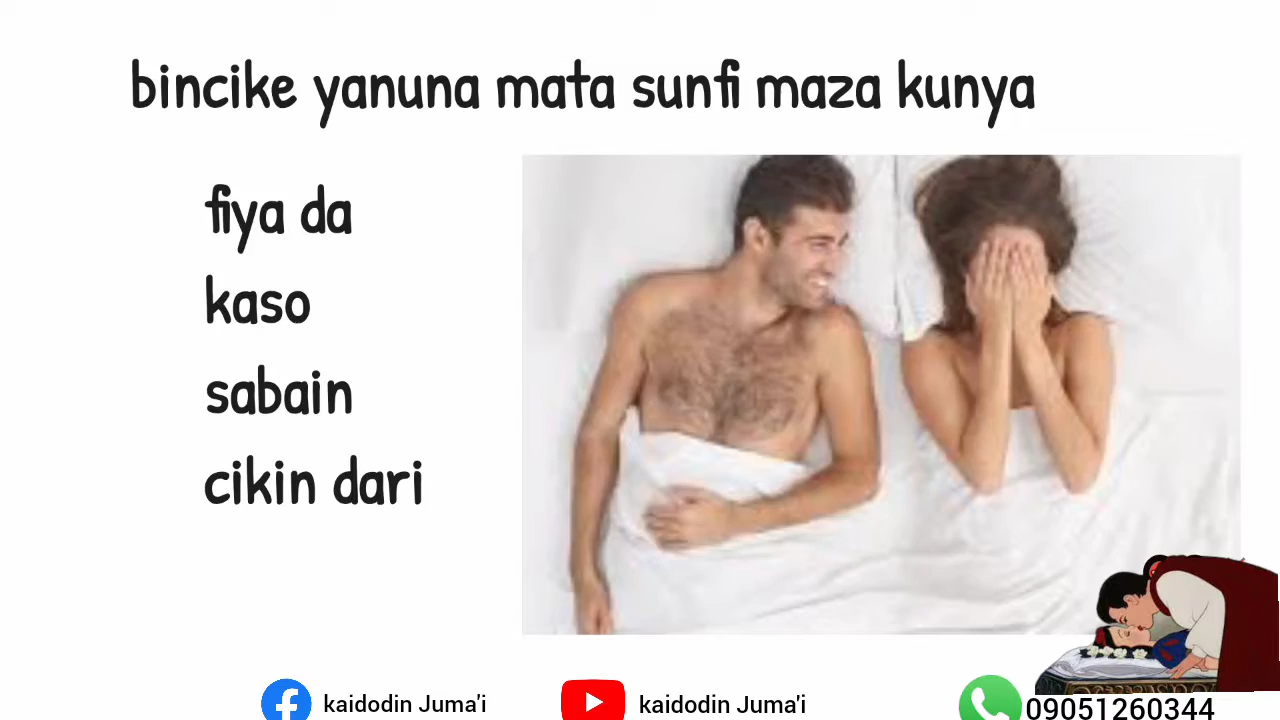 bincike yanuna mata sunfi maza kunya
fiya da
kaso
sabain
cikin dari
kaidodin Juma'i
kaidodin Juma'i
09051260344